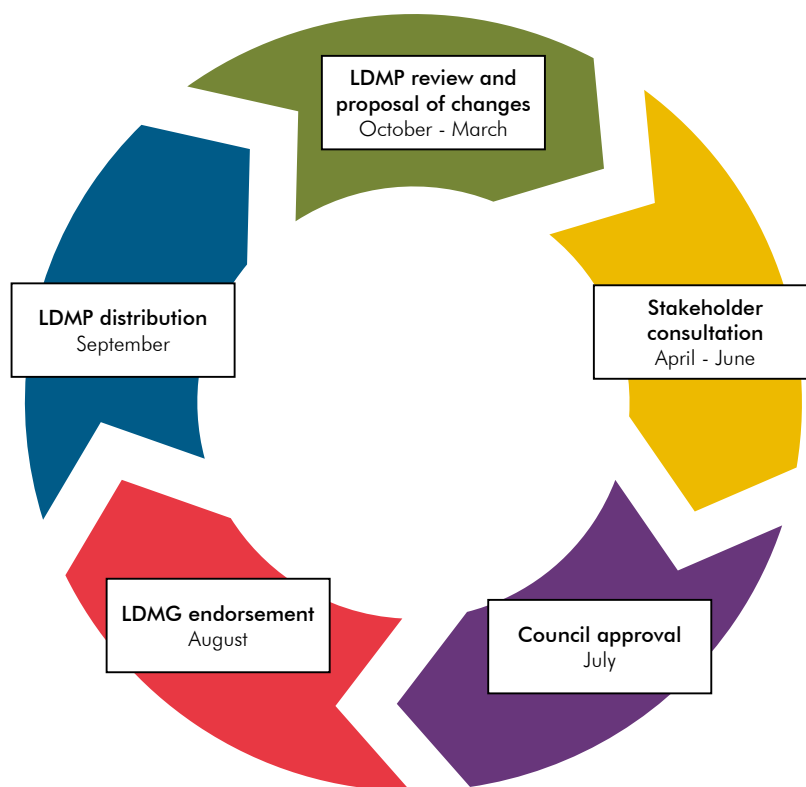 LDMP review and
proposal of changes
October - March
Stakeholder
consultation
April - June
Council approval
July
LDMG endorsement
August
LDMP distribution
September